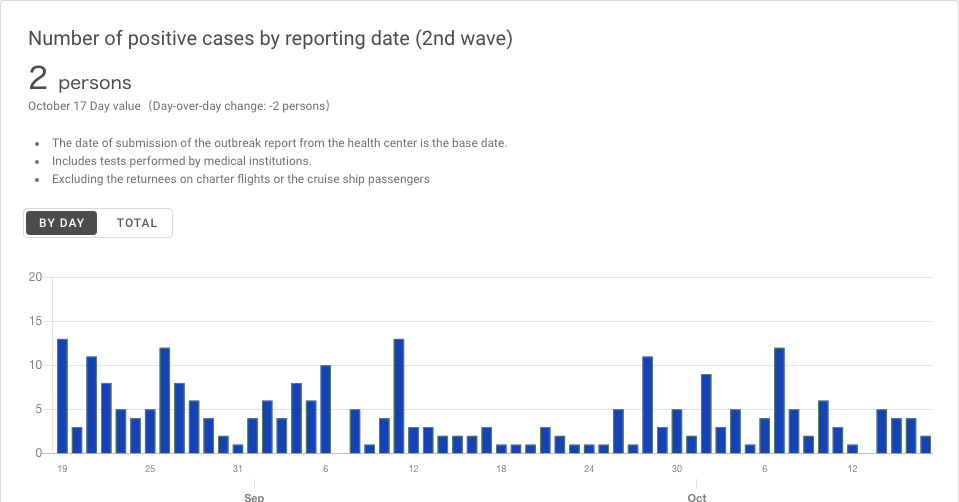 Number of positive cases by reporting date (2nd wave)
2 persons
October 17 Day value（Day-over-day change: -2 persons）
• The date of submission of the outbreak report from the health center is the base date.
• Includes tests performed by medical institutions.
• Excluding the returnees on charter flights or the cruise ship passengers
BY DAY TOTAL
20
15
10
5
0
19 25 31 6 12 18 24 30 6 12
Sep Oct